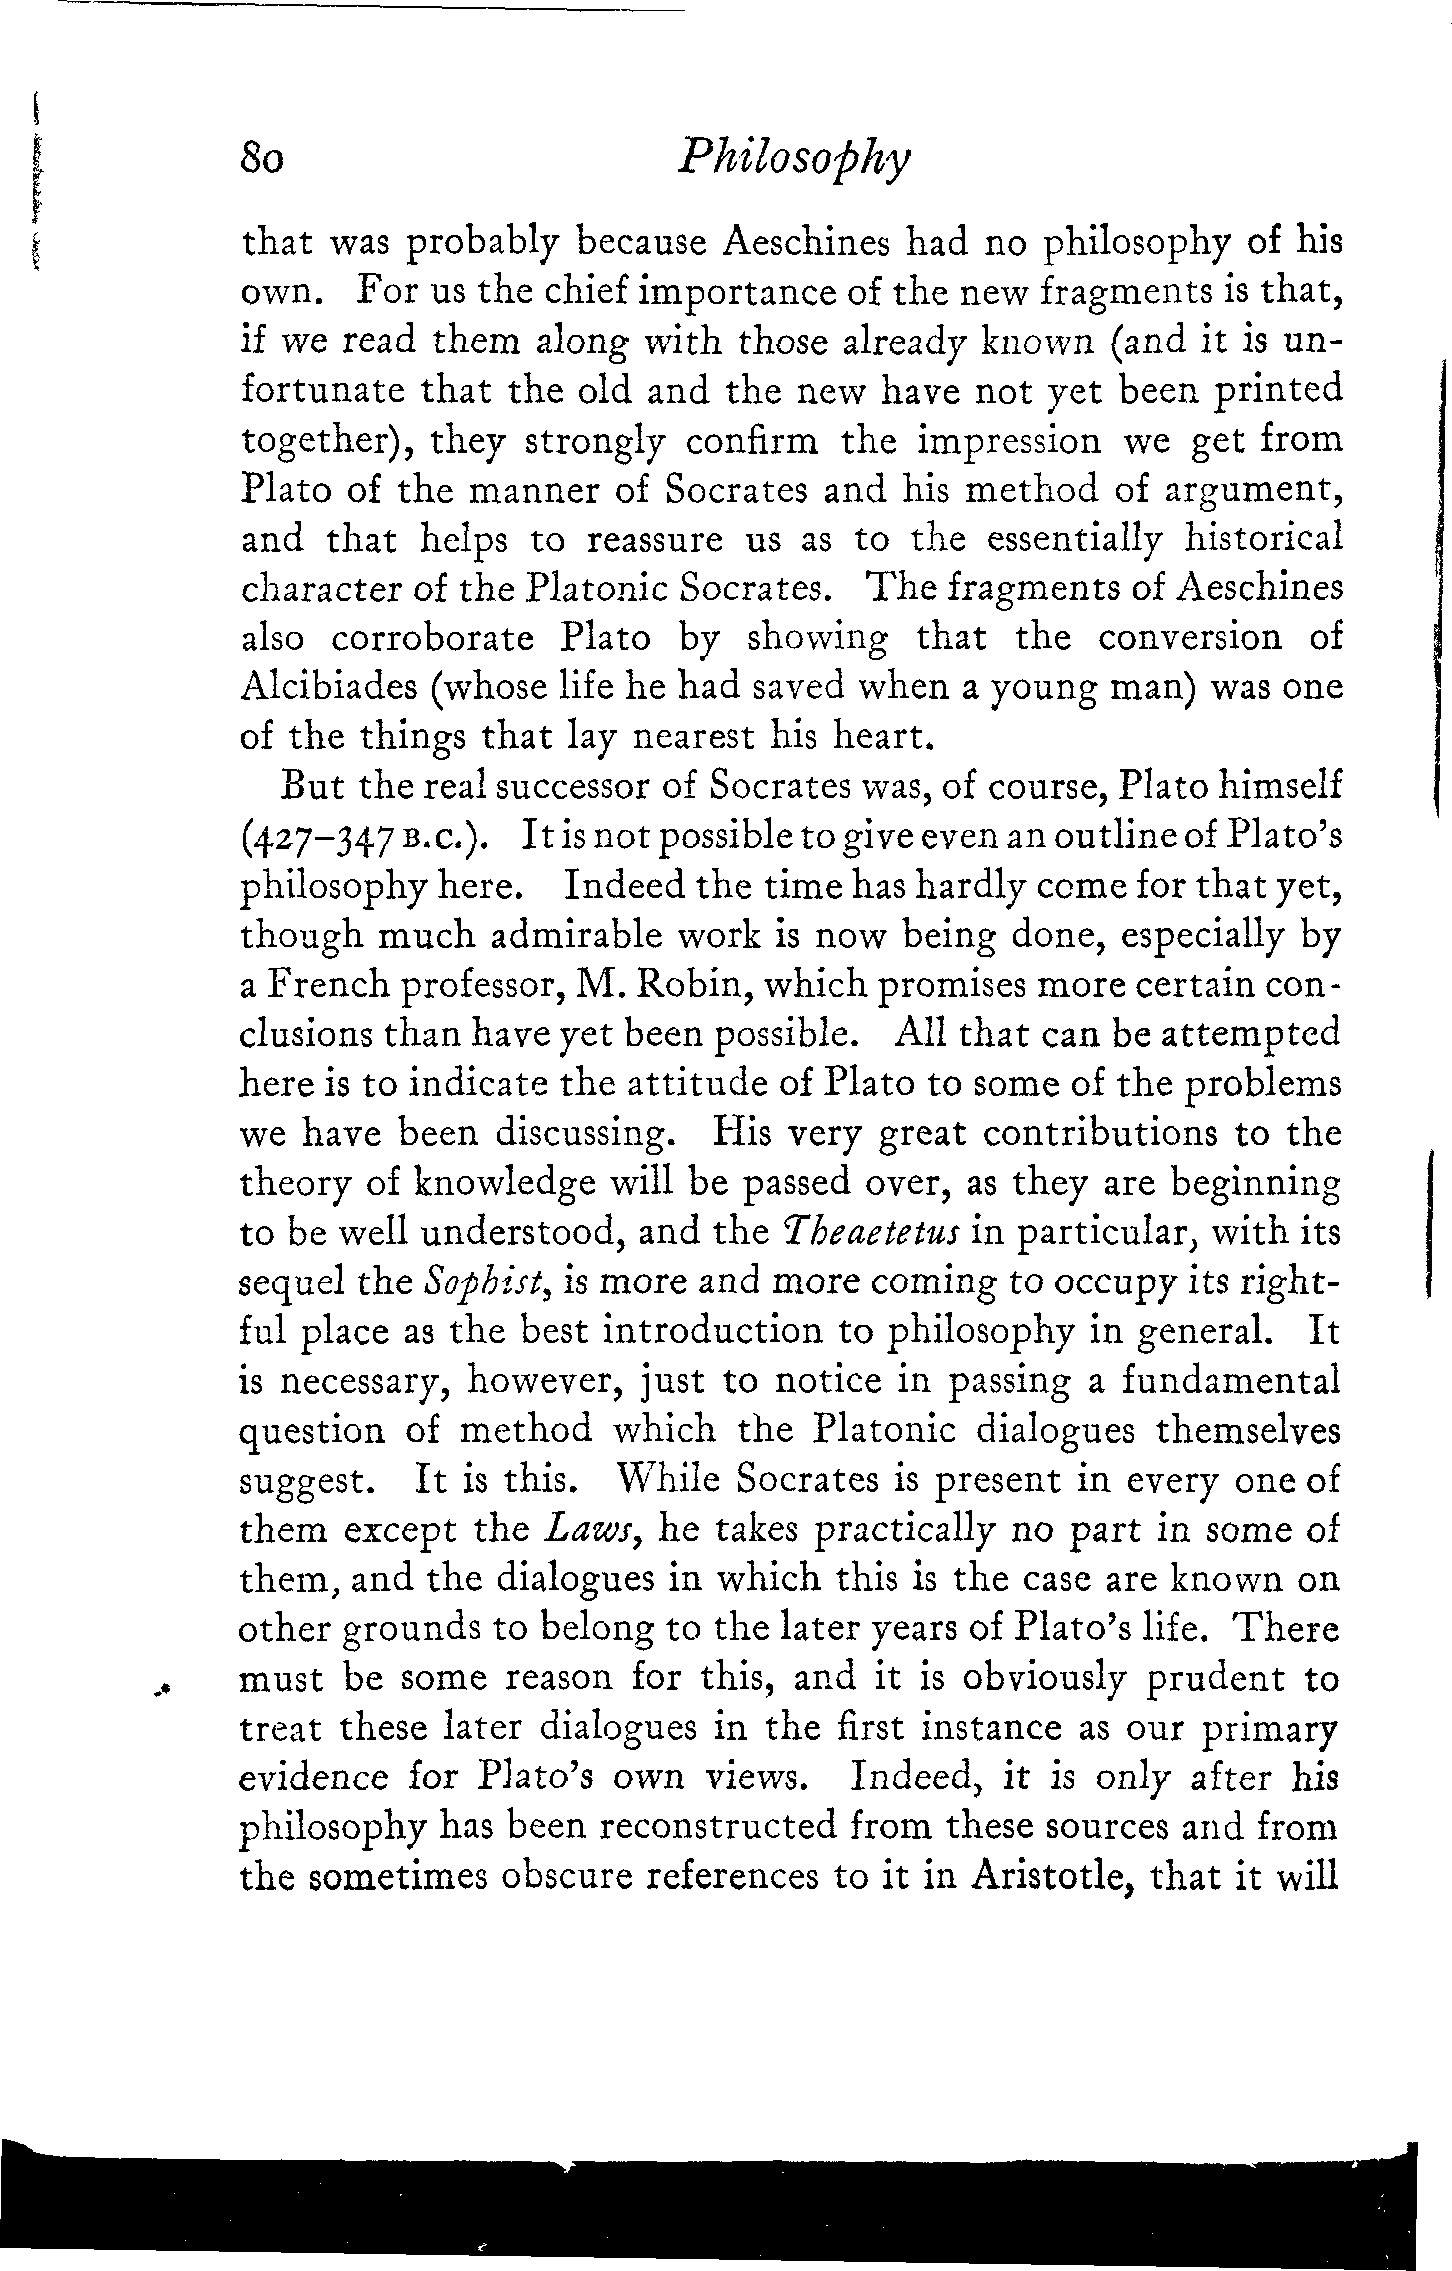 80 Philosophy
that was probably because Aeschines had no philosophy of his
own. For us the chief importance of the new fragments is that,
if we read them along with those already known (and it is un-
fortunate that the old and the new have not yet been printed
together), they strongly confirm the impression we get from
Plato of the manner of Socrates and his method of argument,
and that helps to reassure us as to the essentially historical
character of the Platonic Socrates. The fragments of Aeschines
also corroborate Plato by showing that the conversion of
Alcibiades (whose life he had saved when a young man) was one
of the things that lay nearest his heart.
But the real successor of Socrates was, of course, Plato himself
(427–347 B.C.). It is not possible to give even an outline of Plato's
philosophy here. Indeed the time has hardly come for that yet,
though much admirable work is now being done, especially by
a French professor, M. Robin, which promises more certain con-
clusions than have yet been possible. All that can be attempted
here is to indicate the attitude of Plato to some of the problems
we have been discussing. His very great contributions to the
theory of knowledge will be passed over, as they are beginning
to be well understood, and the Theaetetus in particular, with its
sequel the Sophist, is more and more coming to occupy its right-
ful place as the best introduction to philosophy in general. It
is necessary, however, just to notice in passing a fundamental
question of method which the Platonic dialogues themselves
suggest. It is this. While Socrates is present in every one of
them except the Laws, he takes practically no part in some of
them, and the dialogues in which this is the case are known on
other grounds to belong to the later years of Plato's life. There
must be some reason for this, and it is obviously prudent to
treat these later dialogues in the first instance as our primary
evidence for Plato's own views. Indeed, it is only after his
philosophy has been reconstructed from these sources and from
the sometimes obscure references to it in Aristotle, that it will